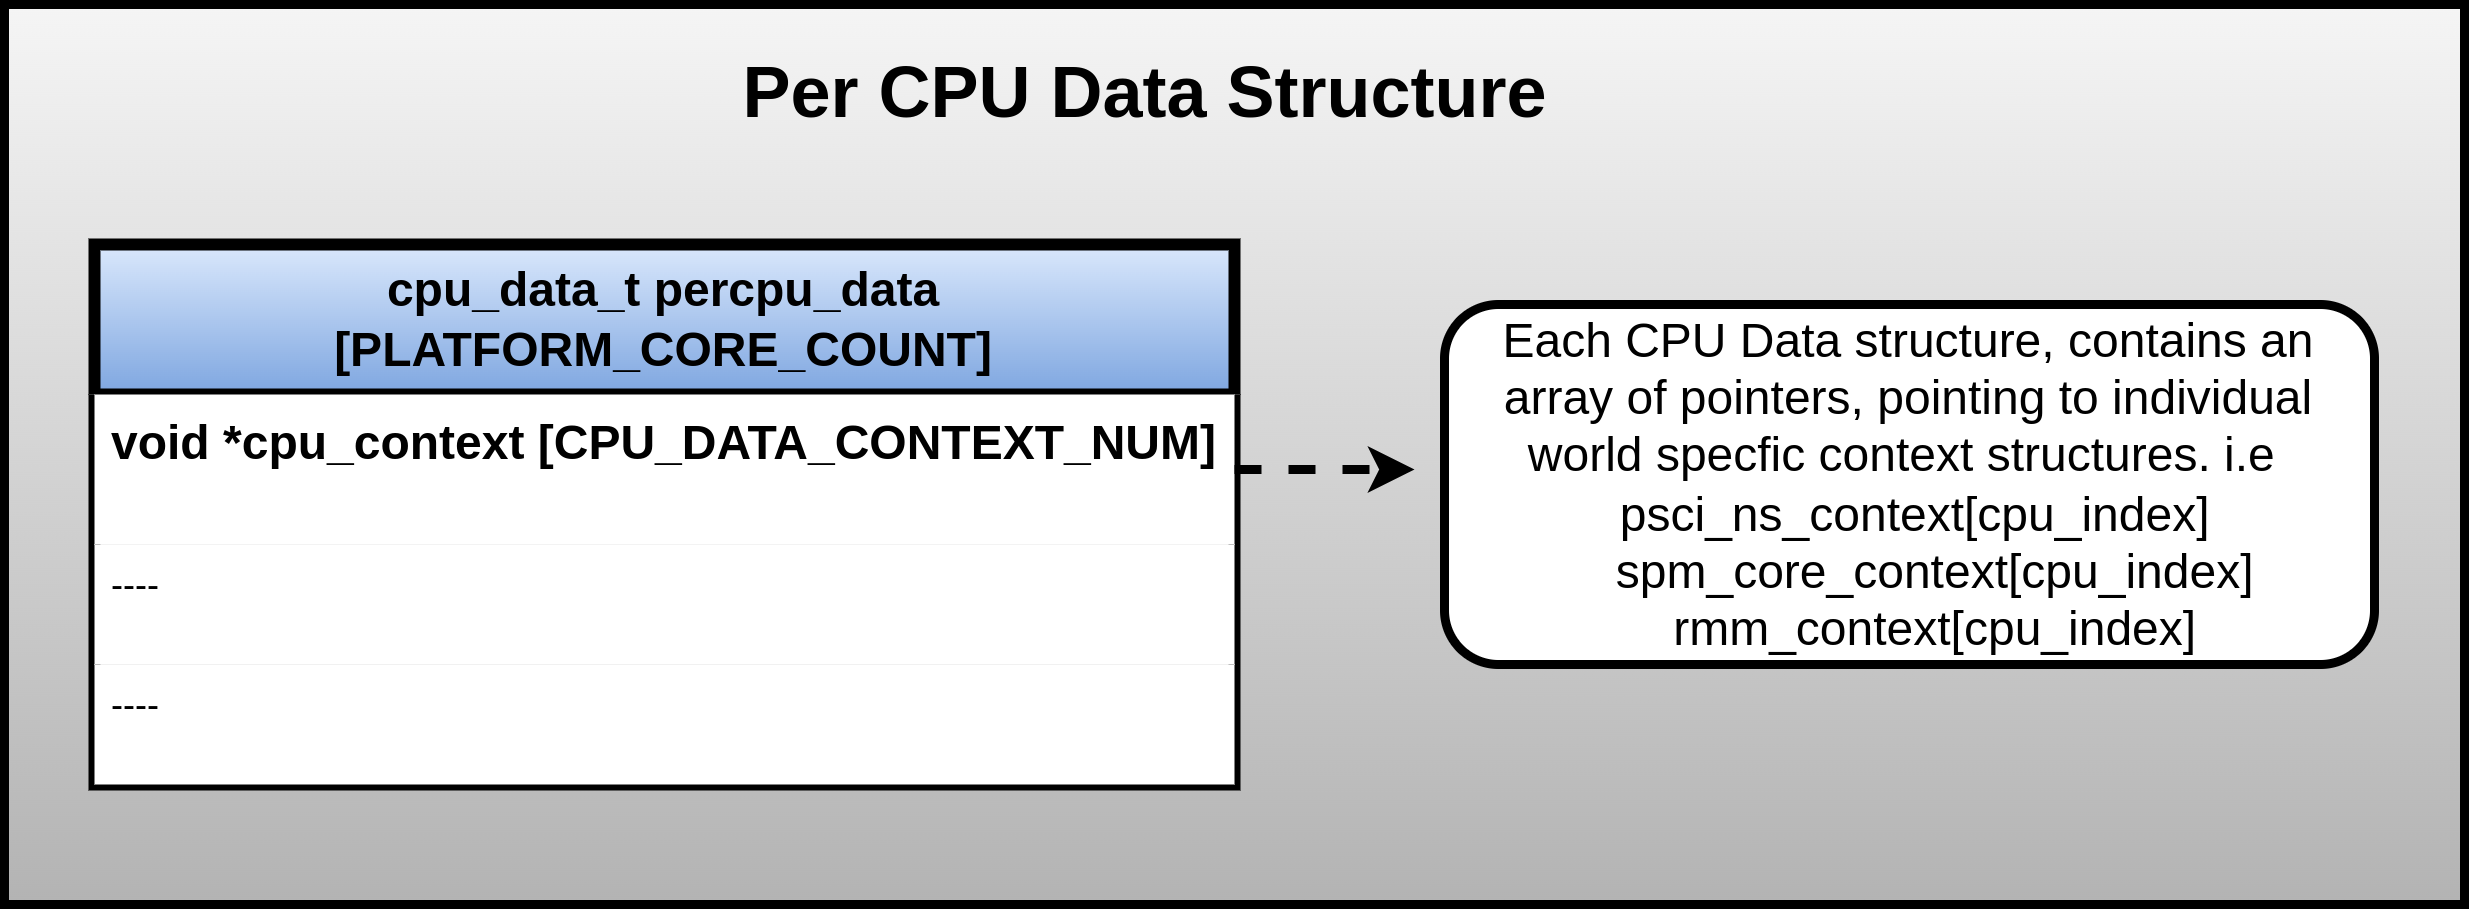 Per CPU Data Structure
cpu_data_t percpu_data
[PLATFORM_CORE_COUNT]
void *cpu_context [CPU_DATA_CONTEXT_NUM]
----
----
Each CPU Data structure, contains an
array of pointers, pointing to individual
world specfic context structures. i.e
psci_ns_context[cpu_index]
spm_core_context[cpu_index]
rmm_context[cpu_index]